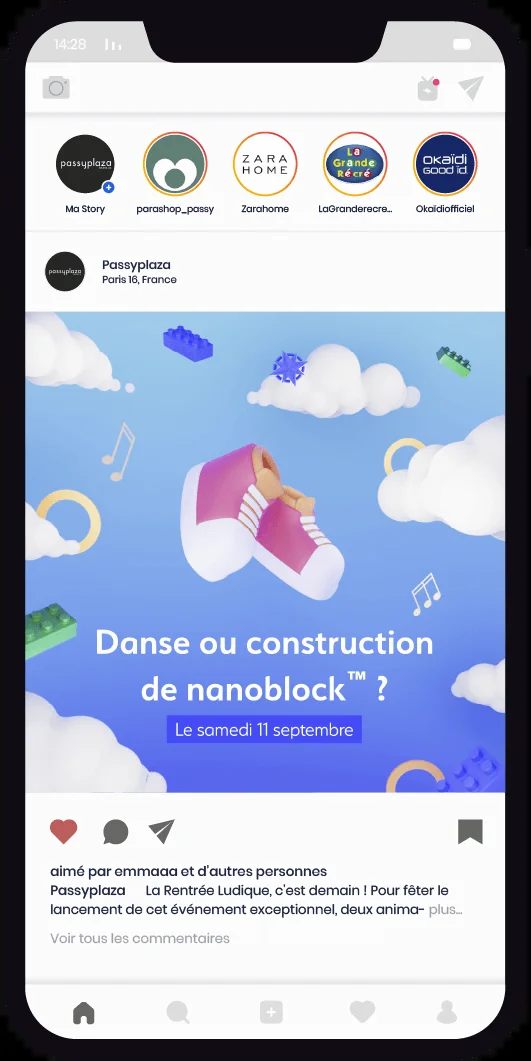 14:28
passyplaza
ZARA
HOME
La
Grande
Récré
OKAÏDI
GOOD id.
Ma Story
parashop_passy
Zarahome
LaGranderecre...
Okaïdiofficiel
passyplaza
Passyplaza
Paris 16, France
Danse ou construction
de nanoblock™ ?
Le samedi 11 septembre
aimé par emmaaa et d'autres personnes
Passyplaza La Rentrée Ludique, c'est demain ! Pour fêter le
lancement de cet événement exceptionnel, deux anima- plus...
Voir tous les commentaires